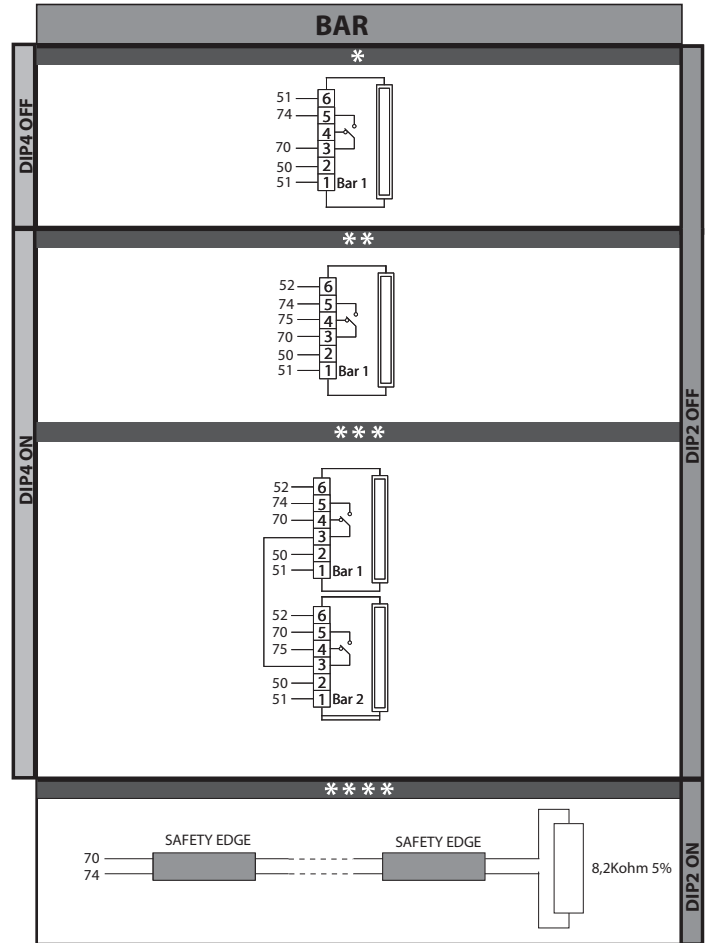 BAR
*
DIP4 OFF
51 6
74 5
4
70 3
50 2
51 1 Bar 1
**
DIP4 ON
DIP2 OFF
52 6
74 5
75 4
70 3
50 2
51 1 Bar 1
***
52 6
74 5
70 4
3
50 2
51 1 Bar 1
52 6
70 5
75 4
3
50 2
51 1 Bar 2
****
DIP2 ON
SAFETY EDGE SAFETY EDGE
70
74
8,2Kohm 5%